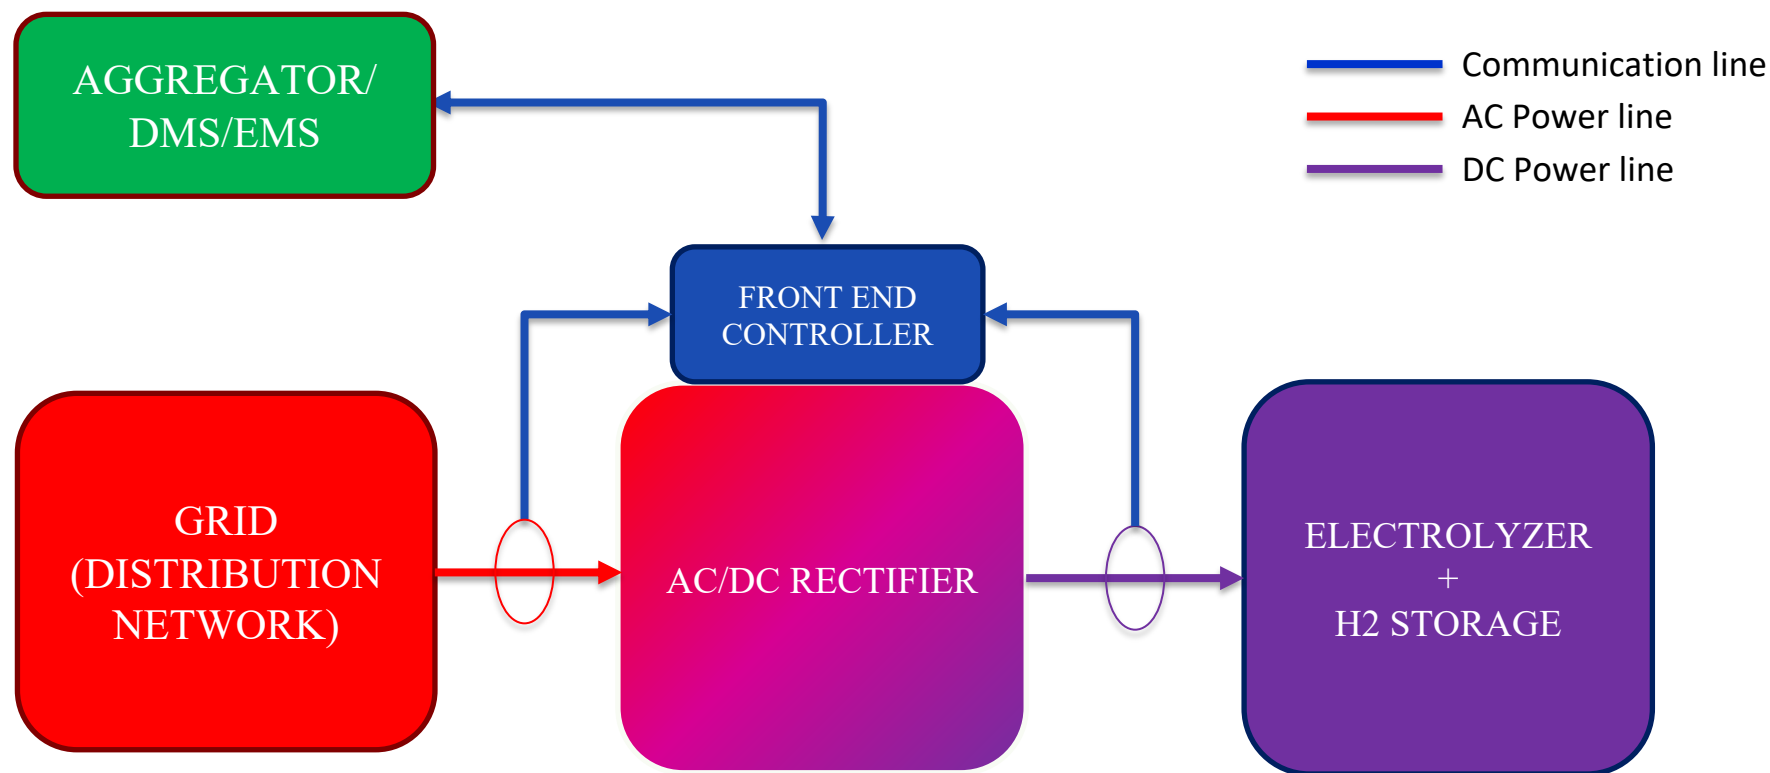 AGGREGATOR/
DMS/EMS
Communication line
AC Power line
DC Power line
FRONT END
CONTROLLER
GRID
(DISTRIBUTION
NETWORK)
AC/DC RECTIFIER
ELECTROLYZER
+
H2 STORAGE